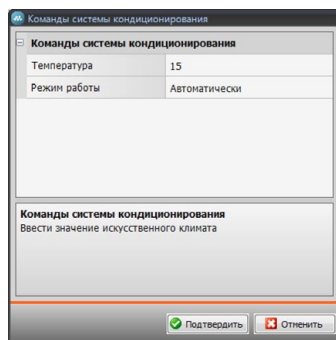 Команды системы кондиционирования
Команды системы кондиционирования
Температура 15
Режим работы Автоматически
Команды системы кондиционирования
Ввести значение искусственного климата
Подтвердить Отменить